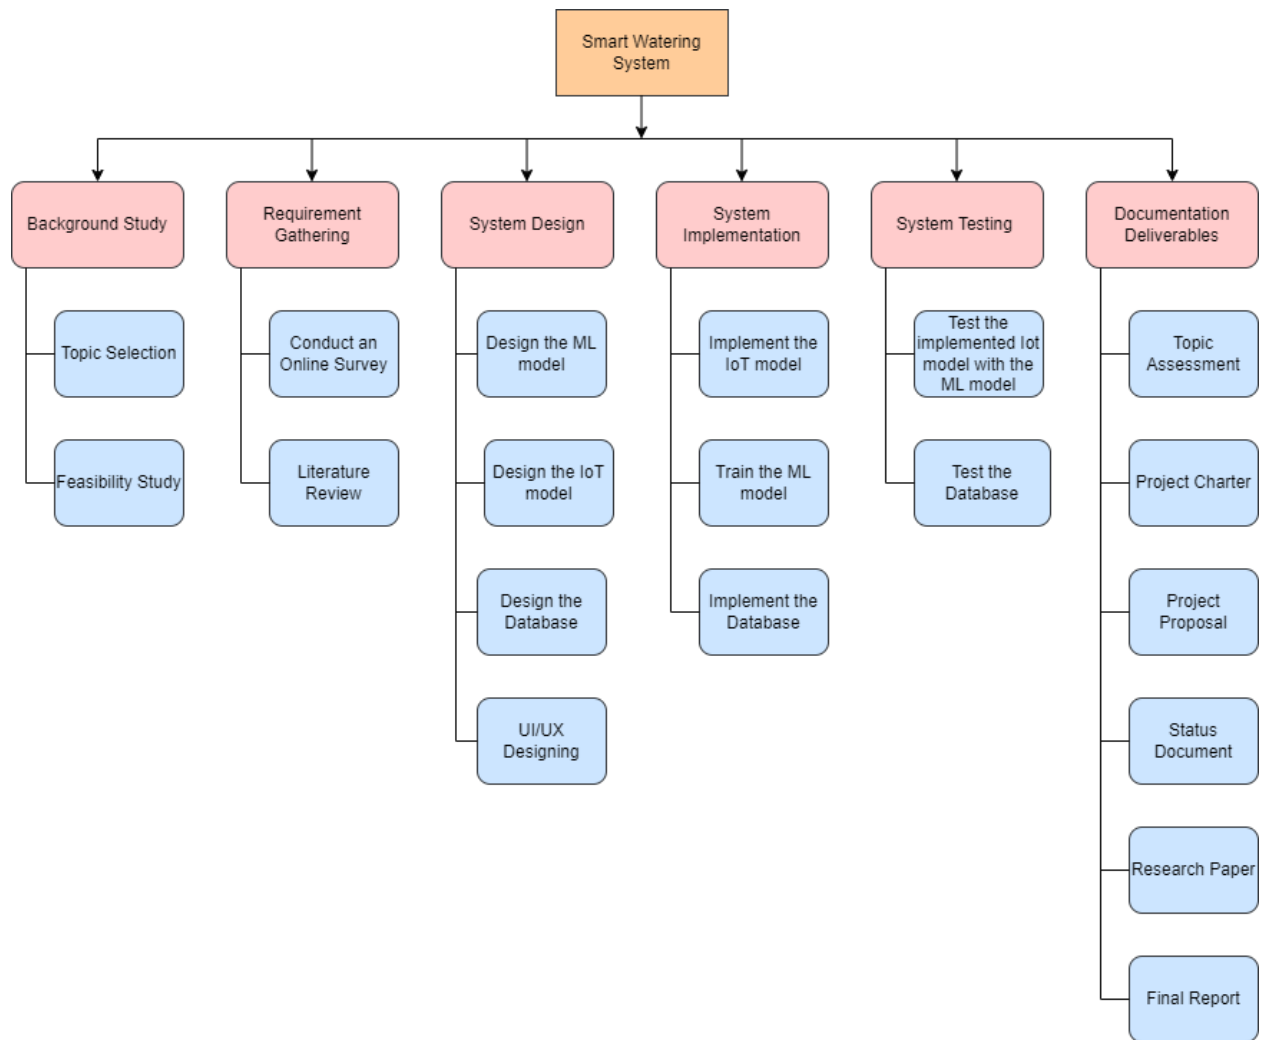 Smart Watering
System
Background Study
Requirement
Gathering
System Design
System
Implementation
System Testing
Documentation
Deliverables
Topic Selection
Feasibility Study
Conduct an
Online Survey
Literature
Review
Design the ML
model
Design the IoT
model
Design the
Database
UI/UX
Designing
Implement the
IoT model
Train the ML
model
Implement the
Database
Test the
implemented Iot
model with the
ML model
Test the
Database
Topic
Assessment
Project Charter
Project
Proposal
Status
Document
Research Paper
Final Report